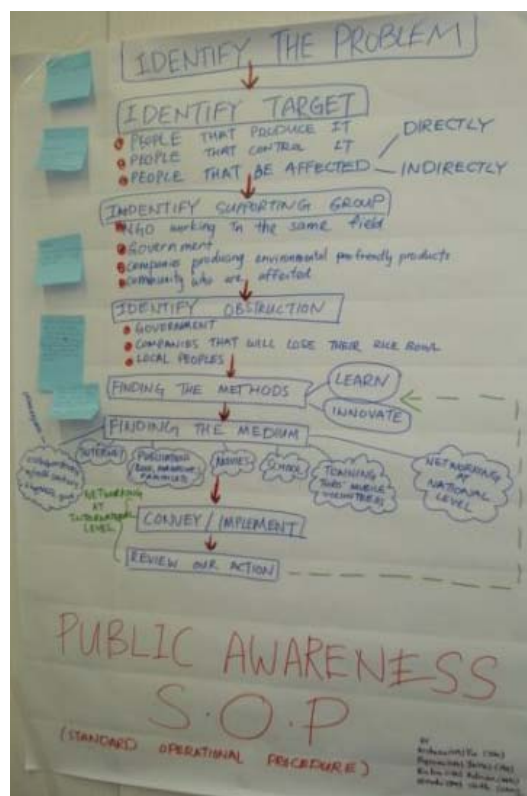 IDENTIFY THE PROBLEM
IDENTIFY TARGET
PEOPLE THAT PRODUCE IT
PEOPLE THAT CONTROL IT
PEOPLE THAT BE AFFECTED
DIRECTLY
INDIRECTLY
IMDENTIFY SUPPORTING GROUP
NGO working in the same field
Government
companies producing environmental friendly products
community who are affected
IDENTIFY OBSTRUCTION
GOVERNMENT
COMPANIES THAT WILL LOSE THEIR RICE BOWL
LOCAL PEOPLES
FINDING THE METHODS
LEARN
INNOVATE
FINDING THE MEDIUM
INTERNET
MOVIES
SCHOOL
NETWORKING
AT
NATIONAL
LEVEL
NETWORKING
AT
INTERNATIONAL
LEVEL
CONVEY / IMPLEMENT
REVIEW OUR ACTION
PUBLIC AWARENESS
S.O.P
(STANDARD OPERATIONAL PROCEDURE)
BY